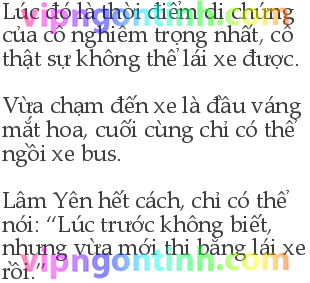 Lúc đó là thời điểm di chứng
của cô nghiêm trọng nhất, cô
thật sự không thể lái xe được.
Vừa chạm đến xe là đầu váng
mắt hoa, cuối cùng chỉ có thể
ngồi xe bus.
Lâm Yên hết cách, chỉ có thể
nói: “Lúc trước không biết,
nhưng vừa mới thi bằng lái xe
rồi.”
vipngontinh.com
vipngontinh.com